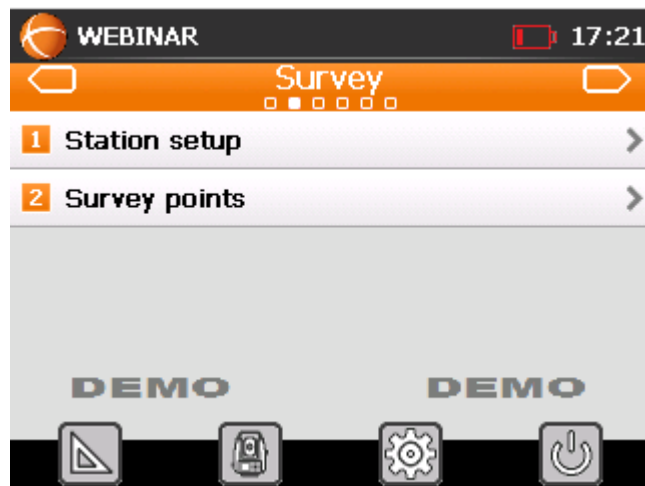 WEBINAR 17:21
Survey
1 Station setup
2 Survey points
DEMO DEMO